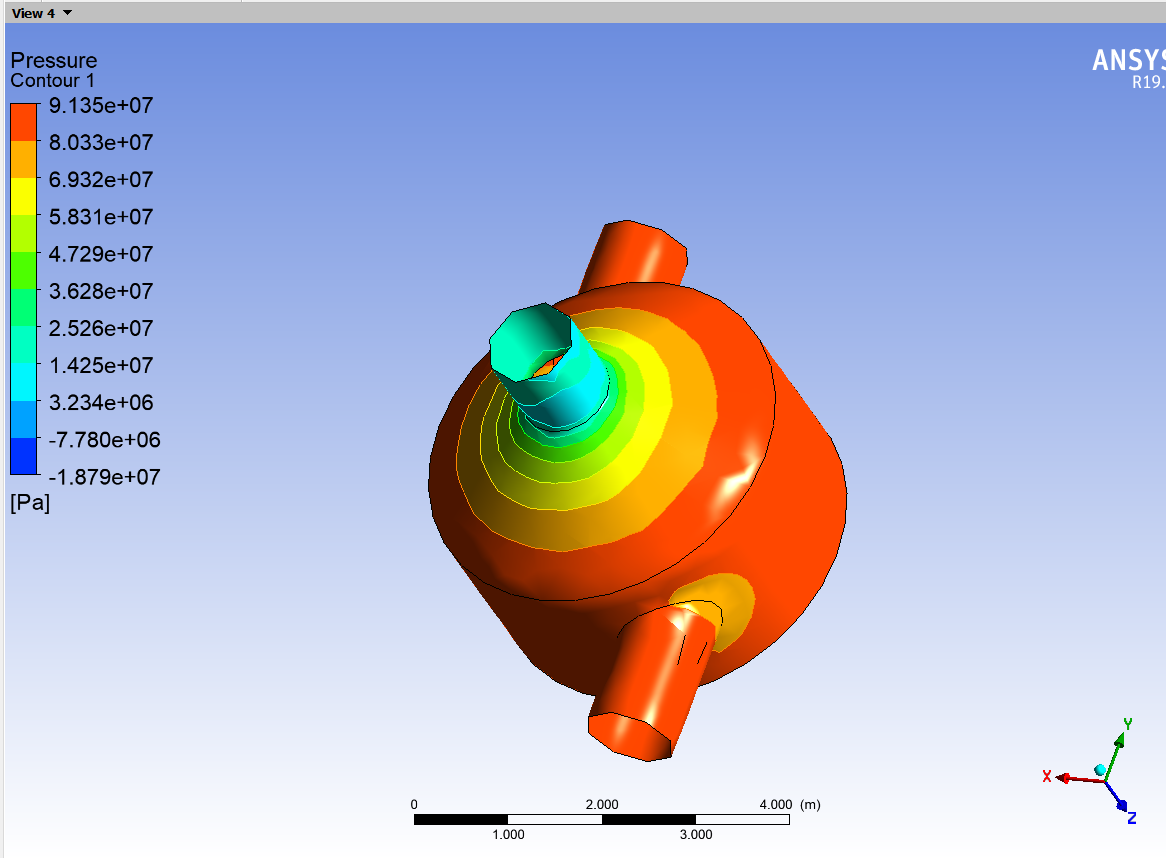 View 4
Pressure
Contour 1
9.135e+07
8.033e+07
6.932e+07
5.831e+07
4.729e+07
3.628e+07
2.526e+07
1.425e+07
3.234e+06
-7.780e+06
-1.879e+07
[Pa]
ANSYS
R19.
0 2.000 4.000 (m)
1.000 3.000
Y
X
Z